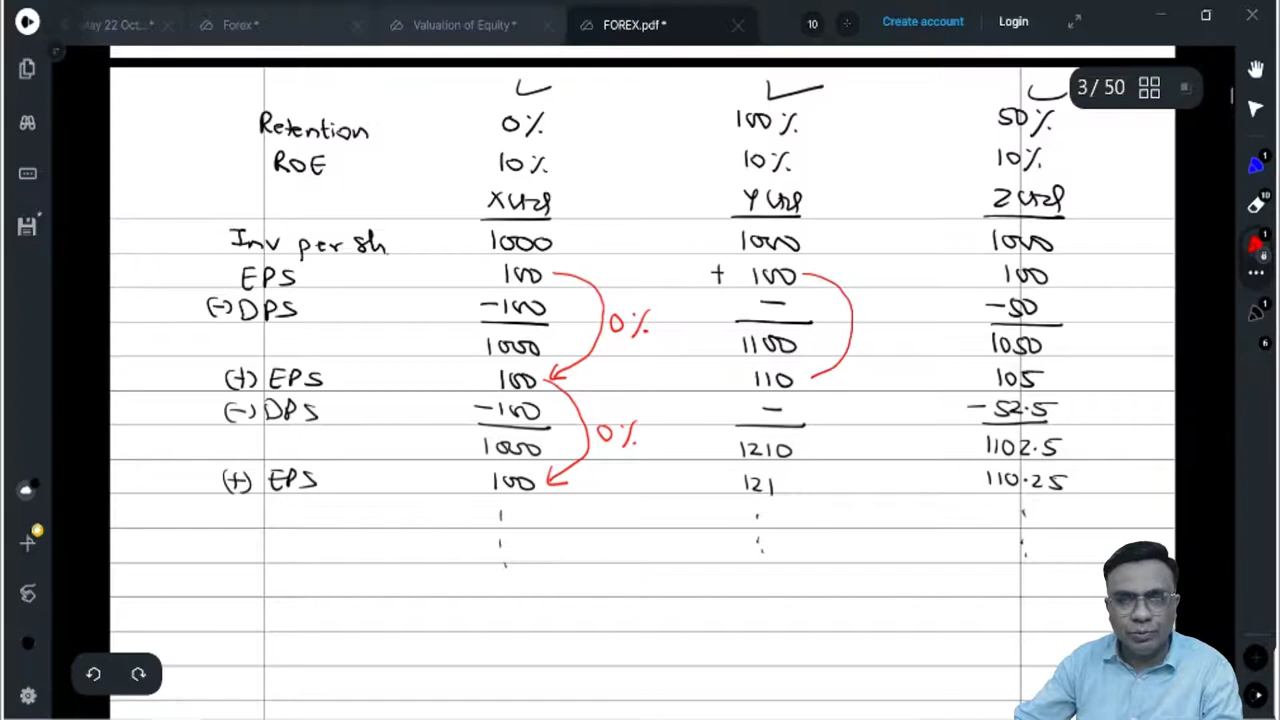 May 22 Oct...* Forex* Valuation of Equity* FOREX.pdf* 10 Create account Login
3/50
Retention 0% 100% 50%
ROE 10% 10% 10%
X Ltd Y Ltd Z Ltd
Inv per sh 1000 1000 1000
EPS 100 + 100 100
(-) DPS -100 - -50
0%
1000 1100 1050
(+) EPS 100 110 105
(-) DPS -100 - -52.5
0%
1000 1210 1102.5
(+) EPS 100 121 110.25